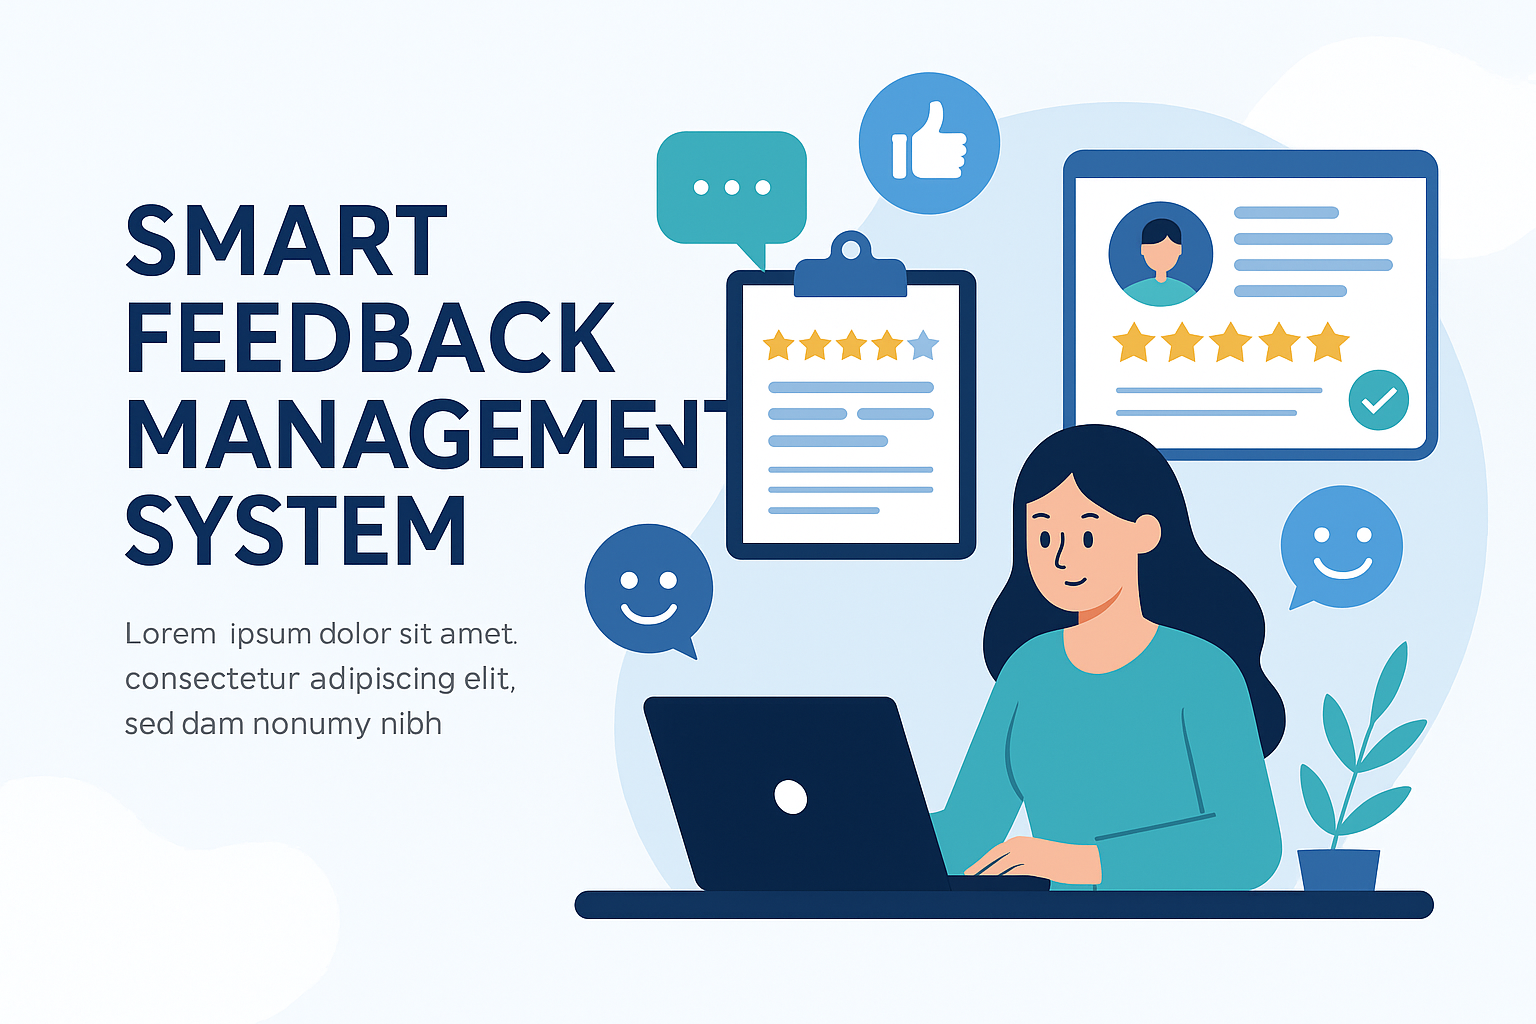 SMART
FEEDBACK
MANAGEMENT
SYSTEM
Lorem ipsum dolor sit amet.
consectetur adipiscing elit,
sed dam nonumy nibh